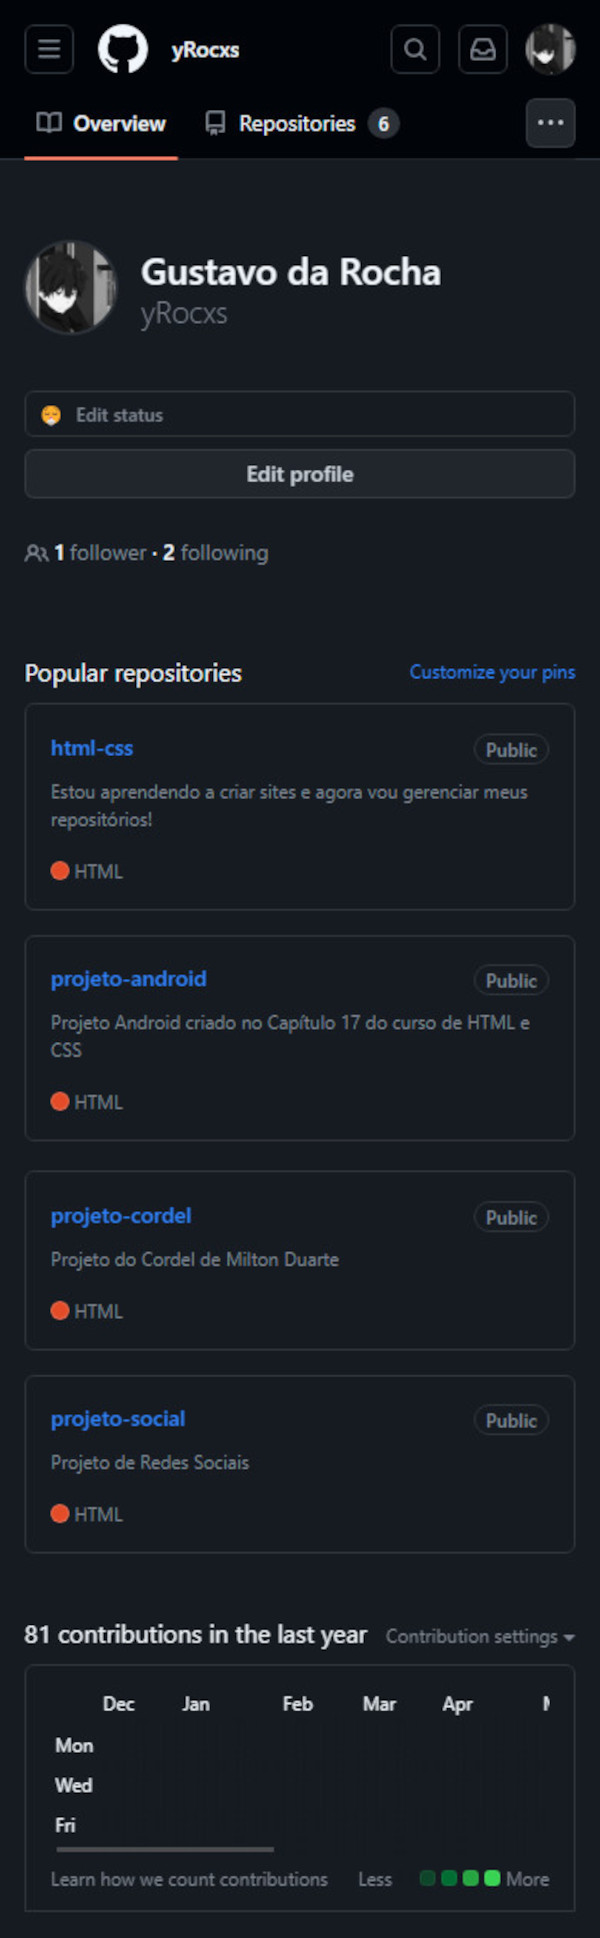 yRocxs
Overview
Repositories 6
Gustavo da Rocha
yRocxs
Edit status
Edit profile
1 follower · 2 following
Popular repositories
Customize your pins
html-css
Public
Estou aprendendo a criar sites e agora vou gerenciar meus
repositórios!
HTML
projeto-android
Public
Projeto Android criado no Capítulo 17 do curso de HTML e
CSS
HTML
projeto-cordel
Public
Projeto do Cordel de Milton Duarte
HTML
projeto-social
Public
Projeto de Redes Sociais
HTML
81 contributions in the last year
Contribution settings
Dec Jan Feb Mar Apr
Mon
Wed
Fri
Learn how we count contributions
Less
More